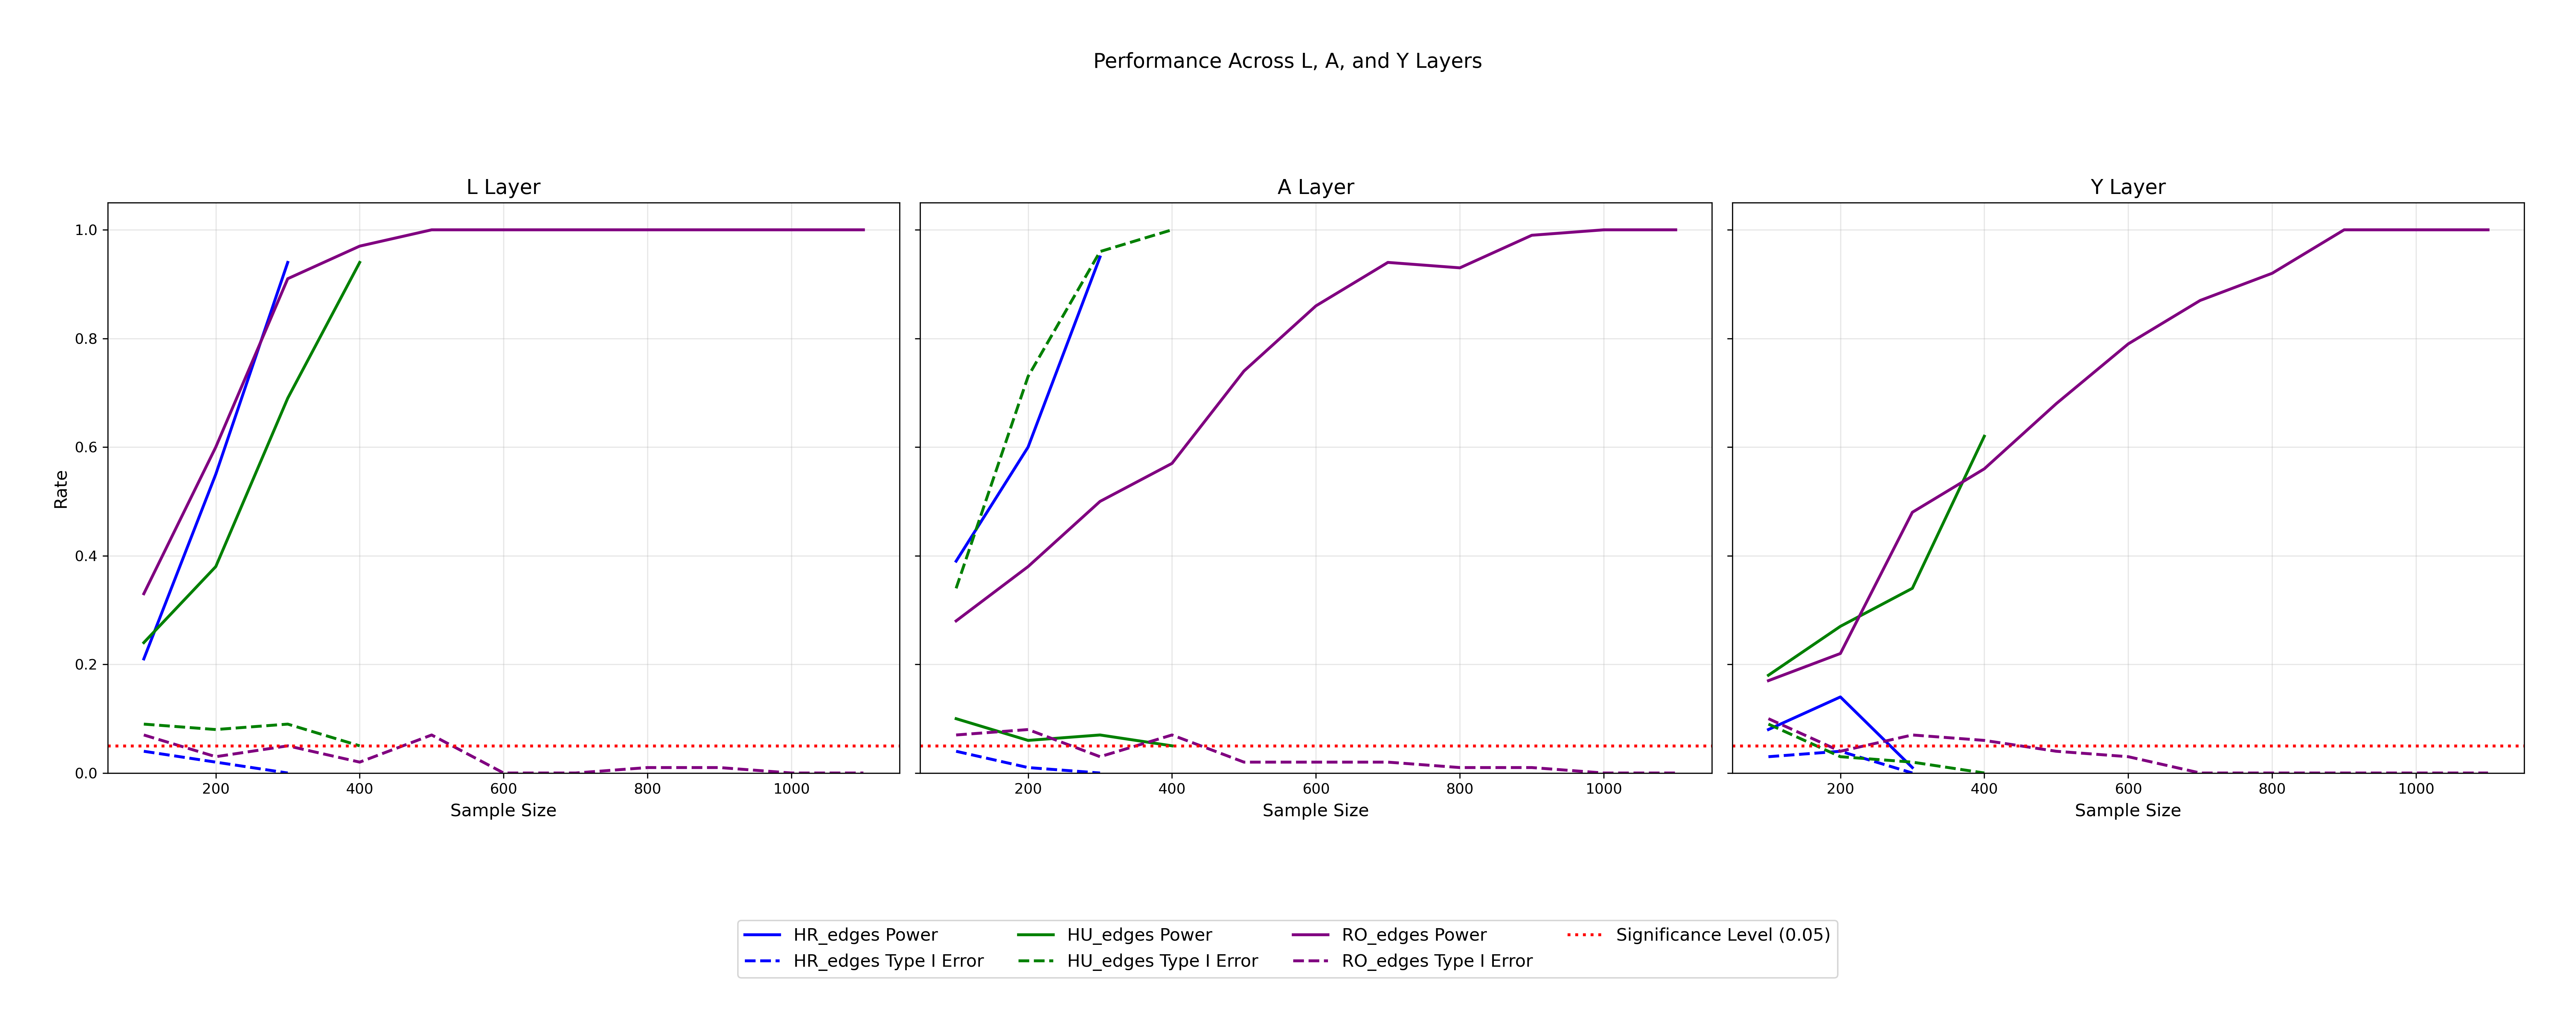 Performance Across L, A, and Y Layers
L Layer
A Layer
Y Layer
Rate
1.0
0.8
0.6
0.4
0.2
0.0
200 400 600 800 1000
200 400 600 800 1000
200 400 600 800 1000
Sample Size
Sample Size
Sample Size
HR_edges Power
HR_edges Type I Error
HU_edges Power
HU_edges Type I Error
RO_edges Power
RO_edges Type I Error
Significance Level (0.05)